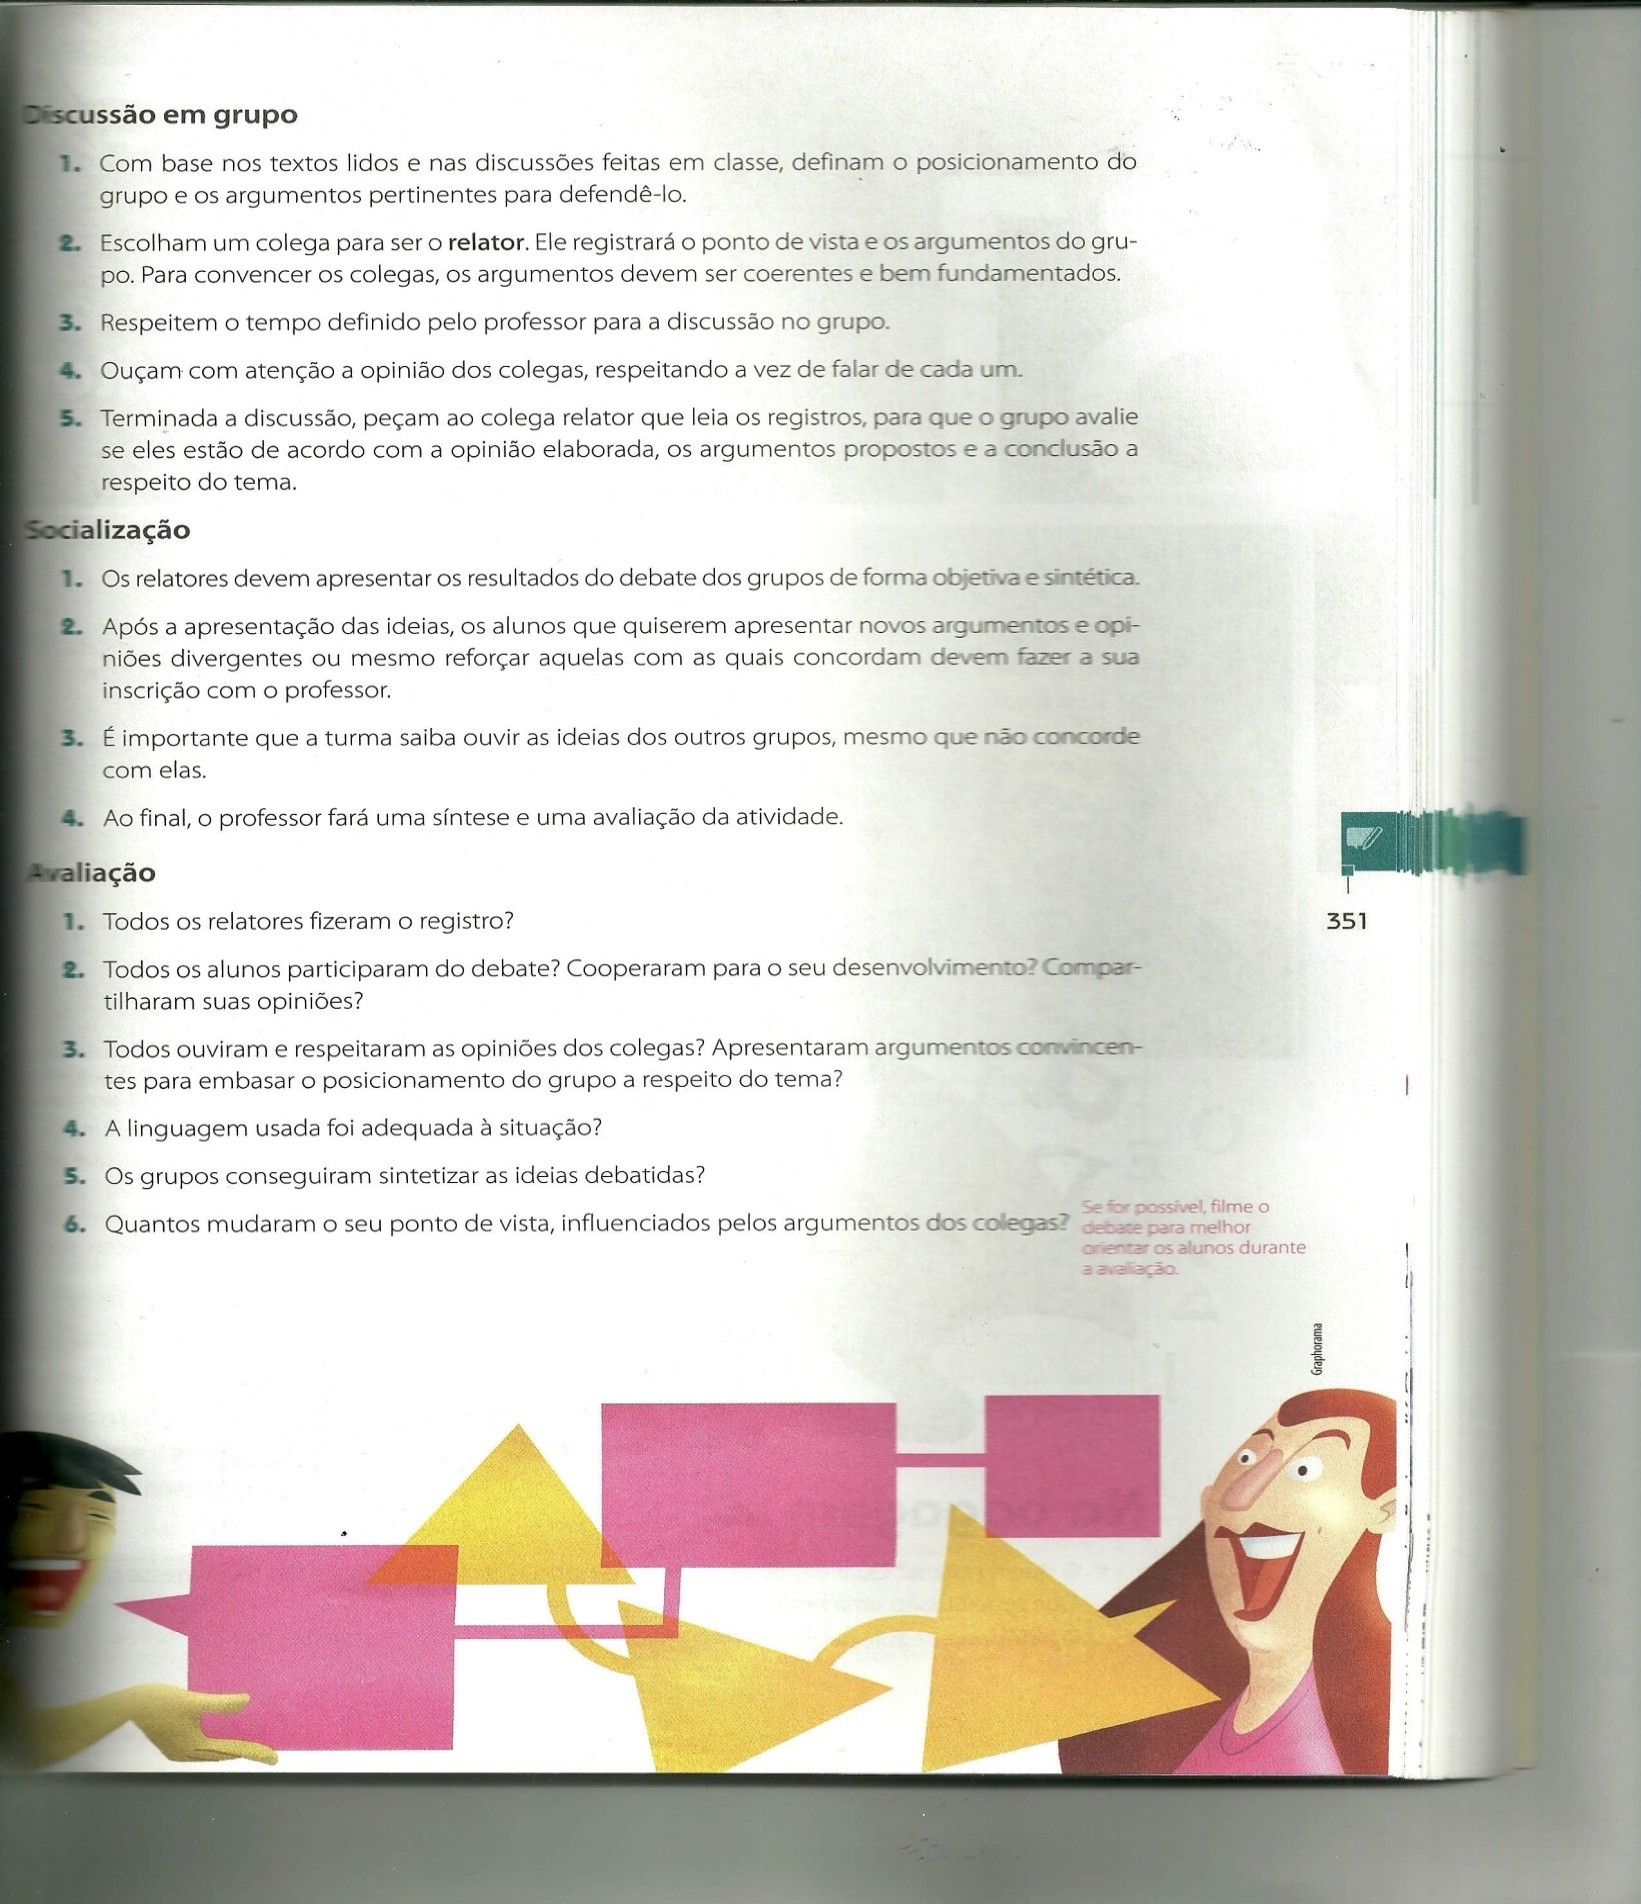 Discussão em grupo
1. Com base nos textos lidos e nas discussões feitas em classe, definam o posicionamento do
grupo e os argumentos pertinentes para defendê-lo.
2. Escolham um colega para ser o relator. Ele registrará o ponto de vista e os argumentos do gru-
po. Para convencer os colegas, os argumentos devem ser coerentes e bem fundamentados.
3. Respeitem o tempo definido pelo professor para a discussão no grupo.
4. Ouçam com atenção a opinião dos colegas, respeitando a vez de falar de cada um.
5. Terminada a discussão, peçam ao colega relator que leia os registros, para que o grupo avalie
se eles estão de acordo com a opinião elaborada, os argumentos propostos e a conclusão a
respeito do tema.
Socialização
1. Os relatores devem apresentar os resultados do debate dos grupos de forma objetiva e sintética.
2. Após a apresentação das ideias, os alunos que quiserem apresentar novos argumentos e opi-
niões divergentes ou mesmo reforçar aquelas com as quais concordam devem fazer a sua
inscrição com o professor.
3. É importante que a turma saiba ouvir as ideias dos outros grupos, mesmo que não concorde
com elas.
4. Ao final, o professor fará uma síntese e uma avaliação da atividade.
Avaliação
1. Todos os relatores fizeram o registro?
351
2. Todos os alunos participaram do debate? Cooperaram para o seu desenvolvimento? Compar-
tilharam suas opiniões?
3. Todos ouviram e respeitaram as opiniões dos colegas? Apresentaram argumentos convincen-
tes para embasar o posicionamento do grupo a respeito do tema?
4. A linguagem usada foi adequada à situação?
5. Os grupos conseguiram sintetizar as ideias debatidas?
6. Quantos mudaram o seu ponto de vista, influenciados pelos argumentos dos colegas?
Se for possível, filme o
debate para melhor
orientar os alunos durante
a avaliação.
Graphorama